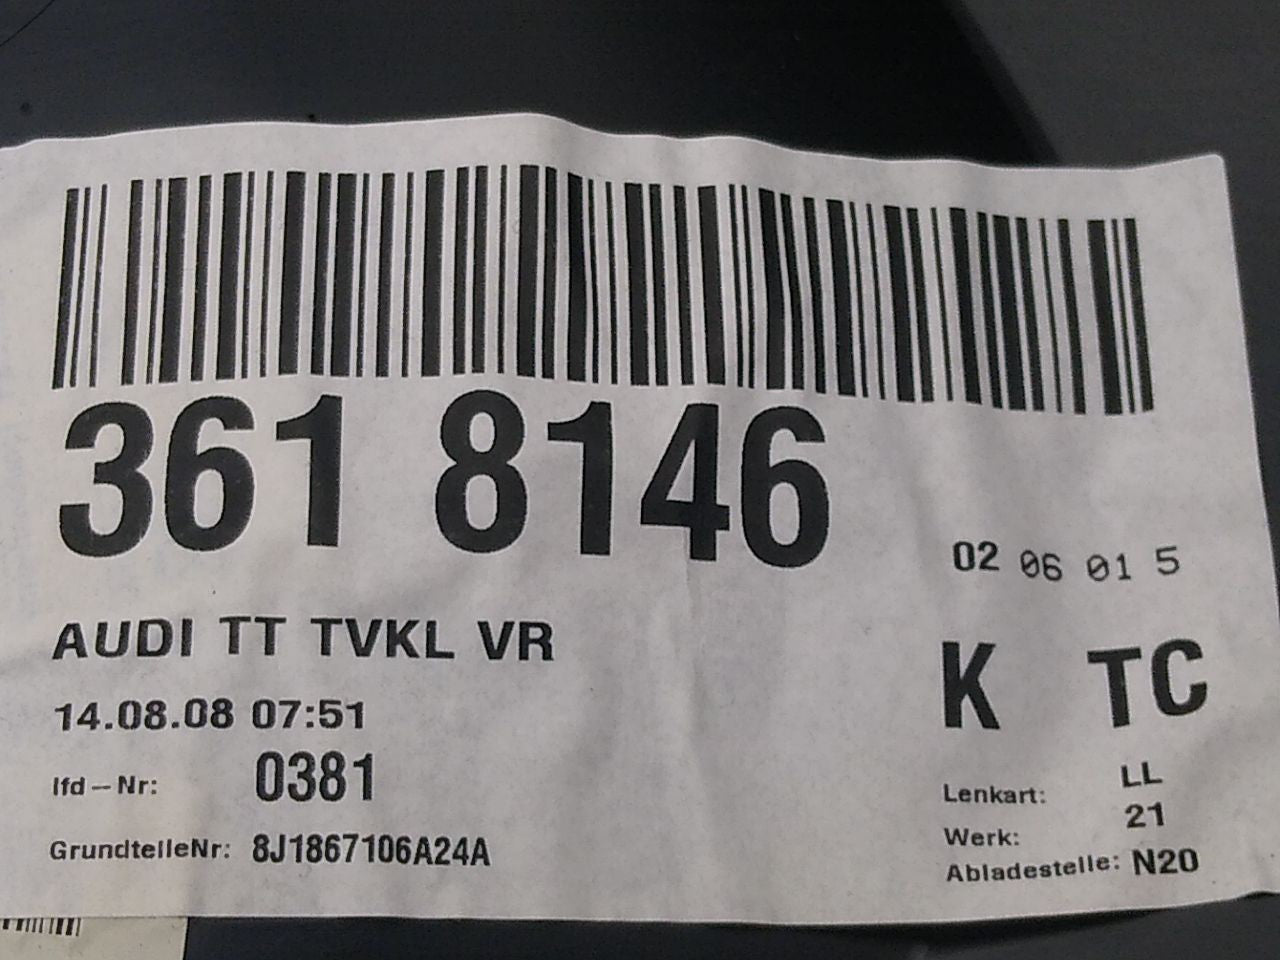 361 8146
02 06 01 5
AUDI TT TVKL VR
K TC
14.08.08 07:51
lfd-Nr: 0381
Lenkart: LL
Werk: 21
GrundteileNr: 8J1867106A24A
Abladestelle: N20